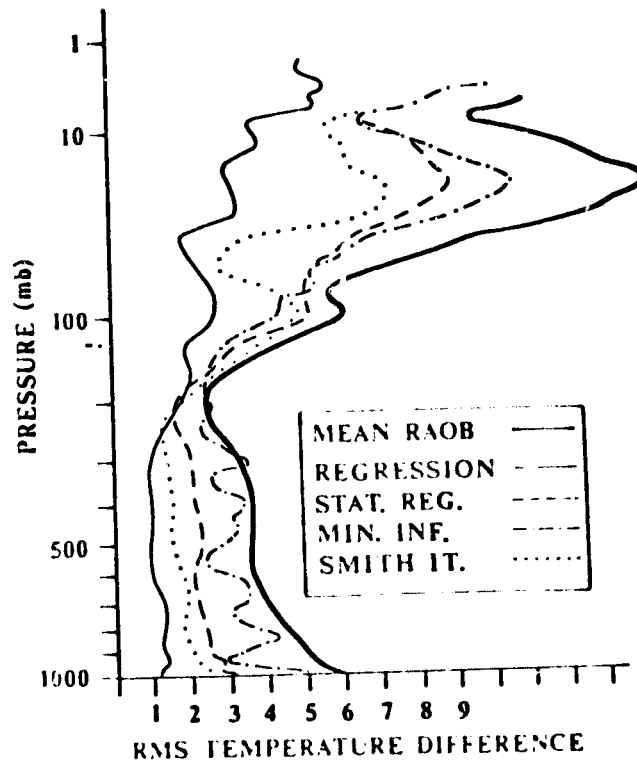 1
10
100
500
1000
PRESSURE (mb)
MEAN RAOB
REGRESSION
STAT. REG.
MIN. INF.
SMITH IT.
1 2 3 4 5 6 7 8 9
RMS TEMPERATURE DIFFERENCE